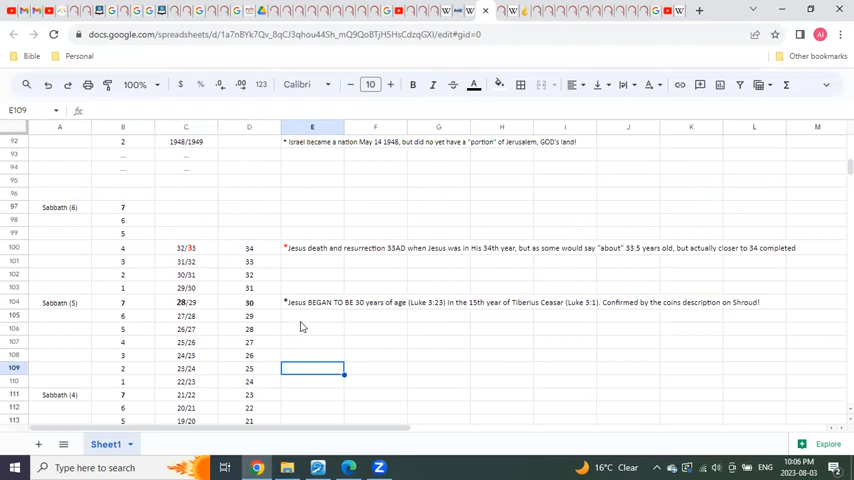 docs.google.com/spreadsheets/d/1a7nBYk7Qv_8qCJ3qhou44Sh_mQ9QoBTjH5HsCdzqGXI/edit#gid=0
Bible Personal Other bookmarks
100% $ % .0 .00 123 Calibri 10 B I A
E109 fx
A B C D E F G H I J K L M
92 2 1948/1949 * Israel became a nation May 14 1948, but did no yet have a "portion" of Jerusalem, GOD's land!
93 ... ...
94 ... ...
95
96
97 Sabbath (6) 7
98 6
99 5
100 4 32/33 34 *Jesus death and resurrection 33AD when Jesus was in His 34th year, but as some would say "about" 33.5 years old, but actually closer to 34 completed
101 3 31/32 33
102 2 30/31 32
103 1 29/30 31
104 Sabbath (5) 7 28/29 30 *Jesus BEGAN TO BE 30 years of age (Luke 3:23) In the 15th year of Tiberius Ceasar (Luke 3:1). Confirmed by the coins description on Shroud!
105 6 27/28 29
106 5 26/27 28
107 4 25/26 27
108 3 24/25 26
109 2 23/24 25
110 1 22/23 24
111 Sabbath (4) 7 21/22 23
112 6 20/21 22
113 5 19/20 21
Sheet1 Explore
Type here to search
16°C Clear ENG 10:06 PM
2023-08-03
2